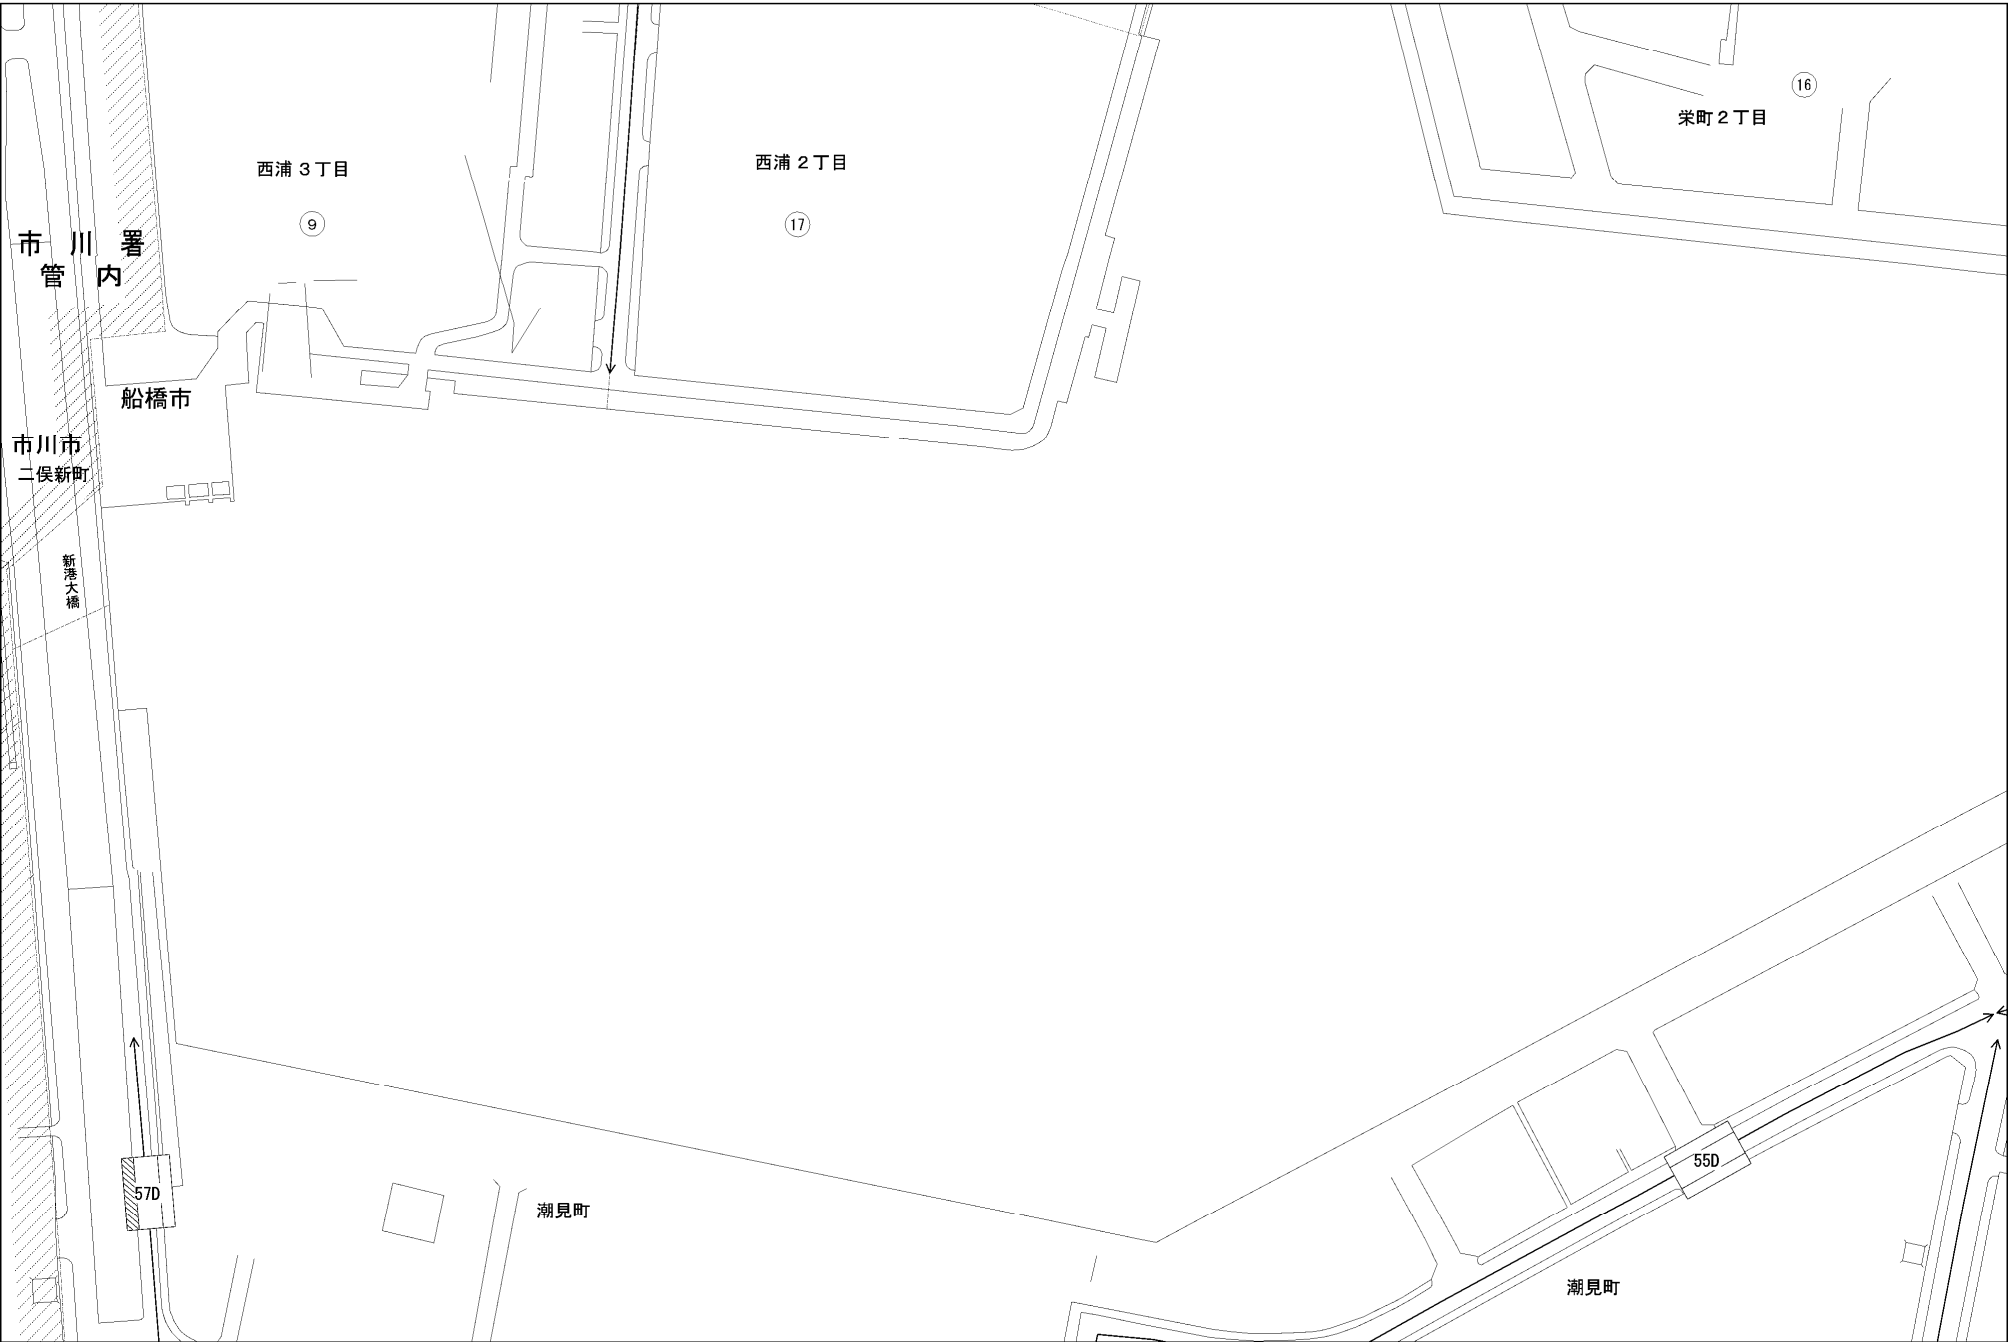 ⑯
栄町２丁目
西浦３丁目
⑨
西浦２丁目
⑰
市川署
管内
船橋市
市川市
二俣新町
新港大橋
57D
潮見町
55D
潮見町